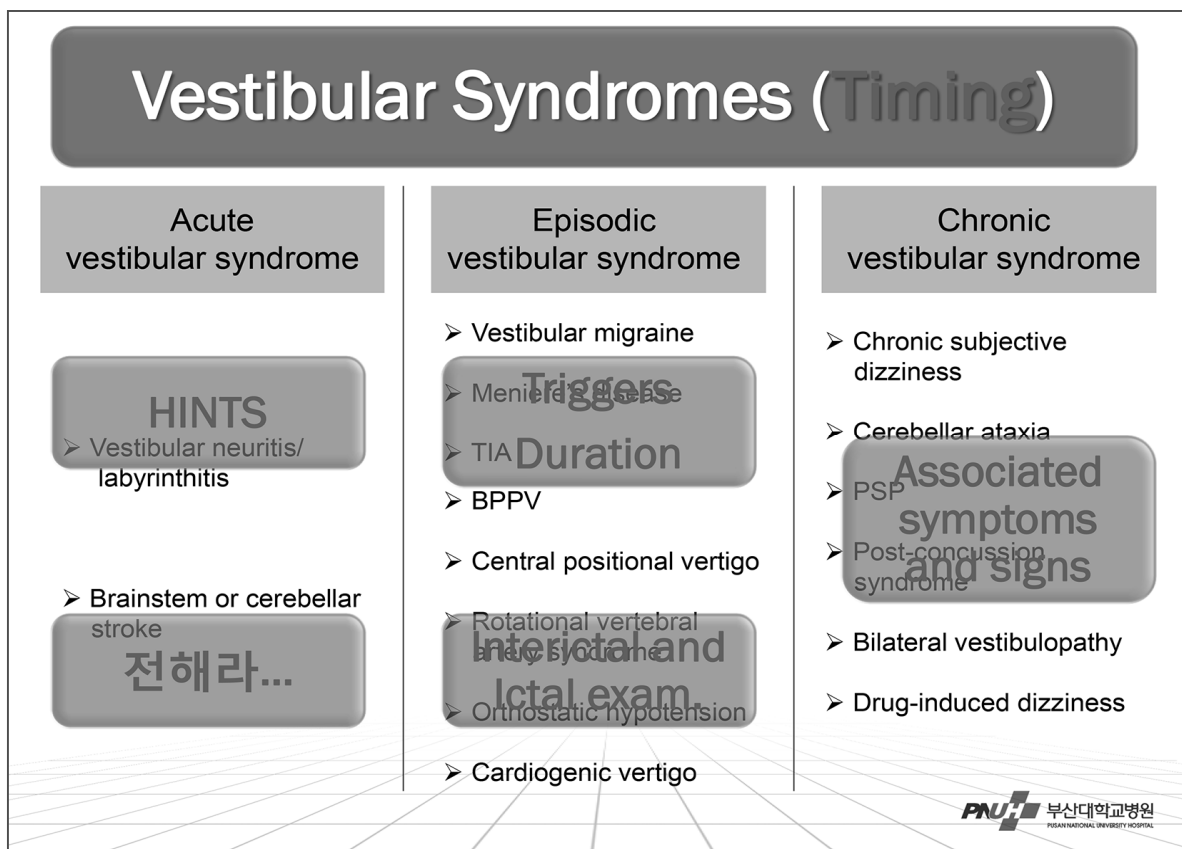 Vestibular Syndromes (Timing)
Acute
vestibular syndrome
HINTS
➢ Vestibular neuritis/
labyrinthitis
➢ Brainstem or cerebellar
stroke
전해라...
Episodic
vestibular syndrome
➢ Vestibular migraine
Triggers
➢ Meniere's disease
➢ TIA
Duration
➢ BPPV
➢ Central positional vertigo
➢ Rotational vertebral
artery syndrome
Interictal and
Ictal exam.
➢ Orthostatic hypotension
➢ Cardiogenic vertigo
Chronic
vestibular syndrome
➢ Chronic subjective
dizziness
➢ Cerebellar ataxia
Associated
symptoms
and signs
➢ PSP
➢ Post-concussion
syndrome
➢ Bilateral vestibulopathy
➢ Drug-induced dizziness
PNUH 부산대학교병원
PUSAN NATIONAL UNIVERSITY HOSPITAL